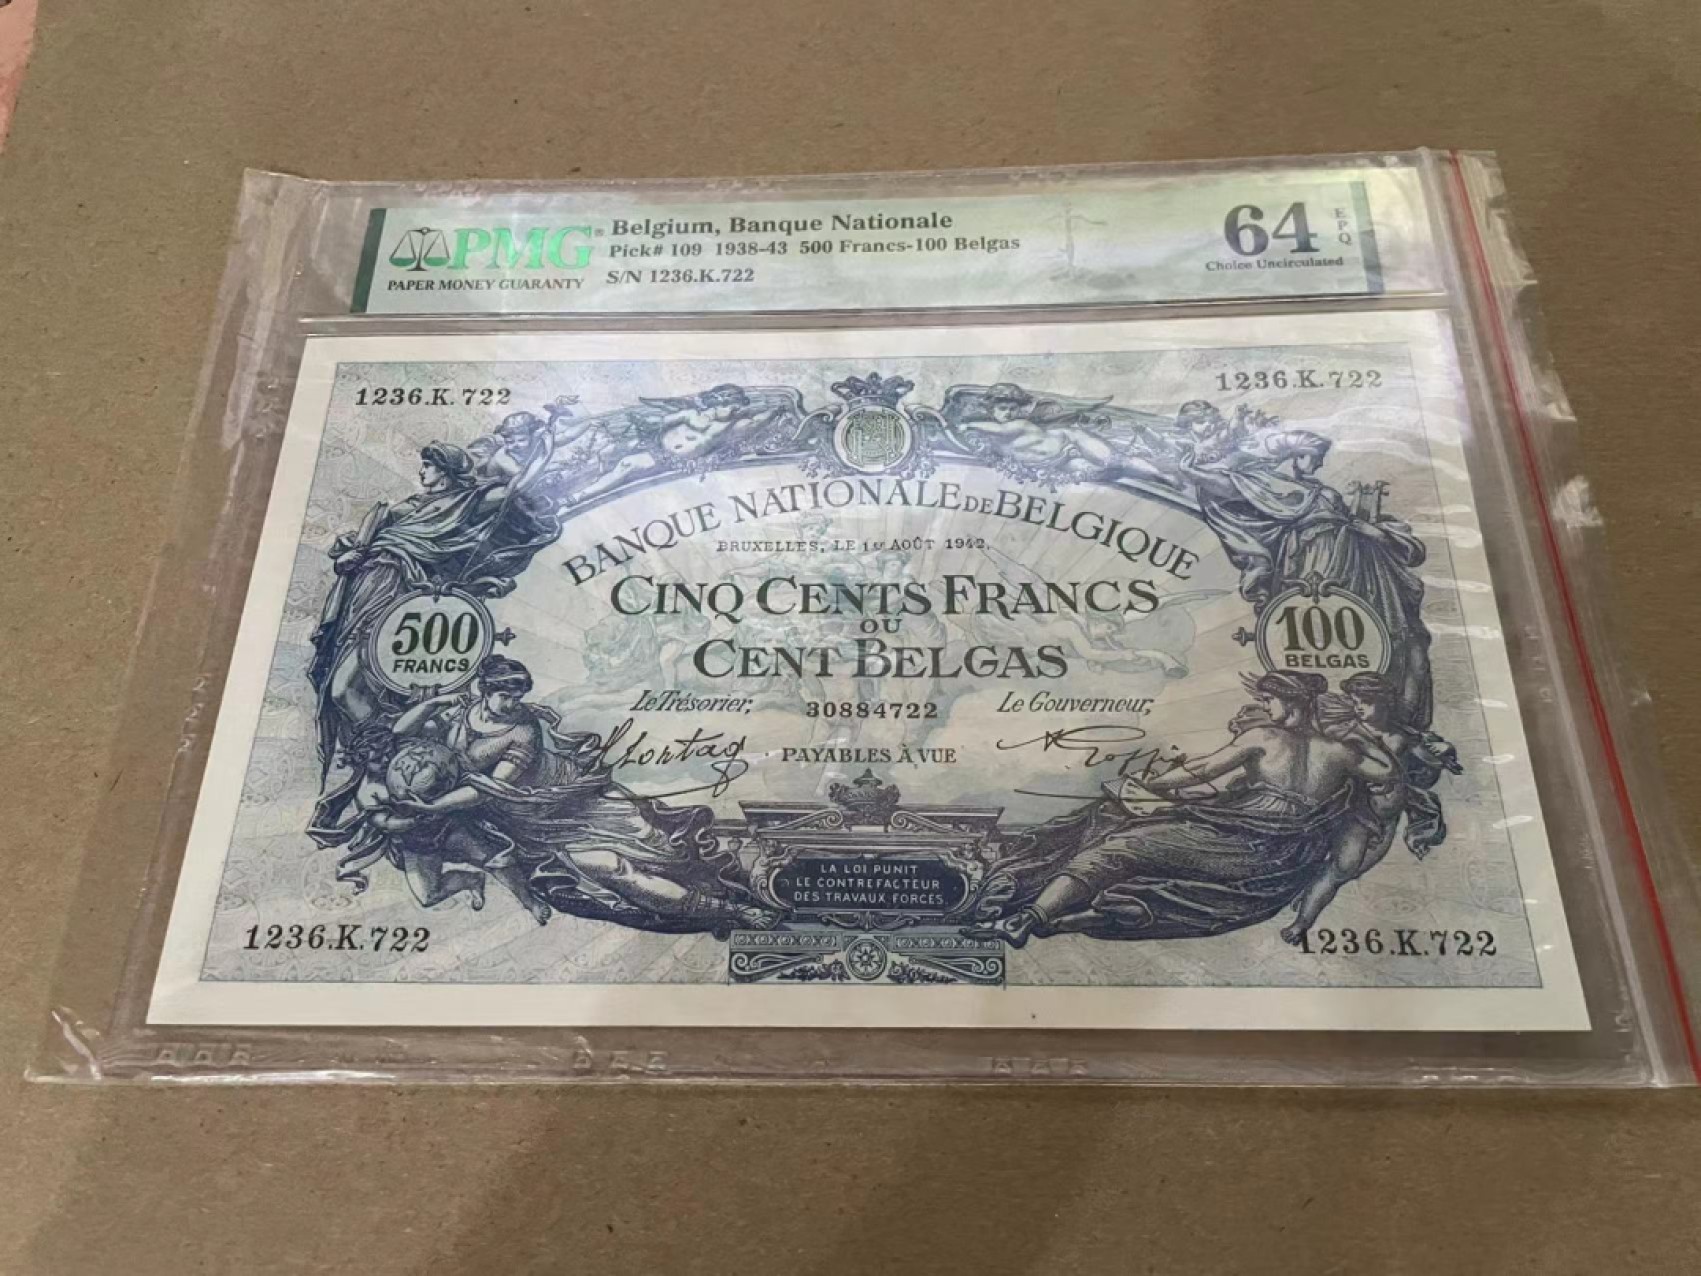 PMG®
PAPER MONEY GUARANTY
Belgium, Banque Nationale
Pick# 109 1938-43 500 Francs-100 Belgas
S/N 1236.K.722
64 EPQ
Choice Uncirculated
1236.K.722
1236.K.722
BANQUE NATIONALE DE BELGIQUE
BRUXELLES, LE 1er AOÛT 1942.
CINQ CENTS FRANCS
OU
CENT BELGAS
500
FRANCS
100
BELGAS
Le Trésorier,
30884722
Le Gouverneur,
PAYABLES À VUE
LA LOI PUNIT
LE CONTREFACTEUR
DES TRAVAUX FORCÉS
1236.K.722
1236.K.722